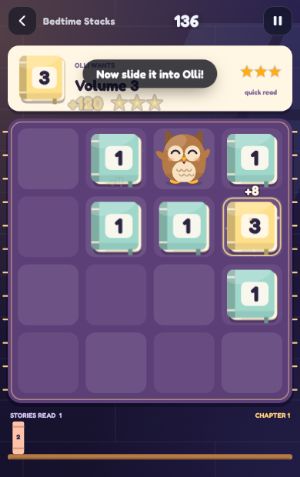 Bedtime Stacks
136
3
OLLI WANTS
Now slide it into Olli!
Volume 3
+120
quick read
1
1
+8
1
1
3
1
STORIES READ 1
CHAPTER 1
2